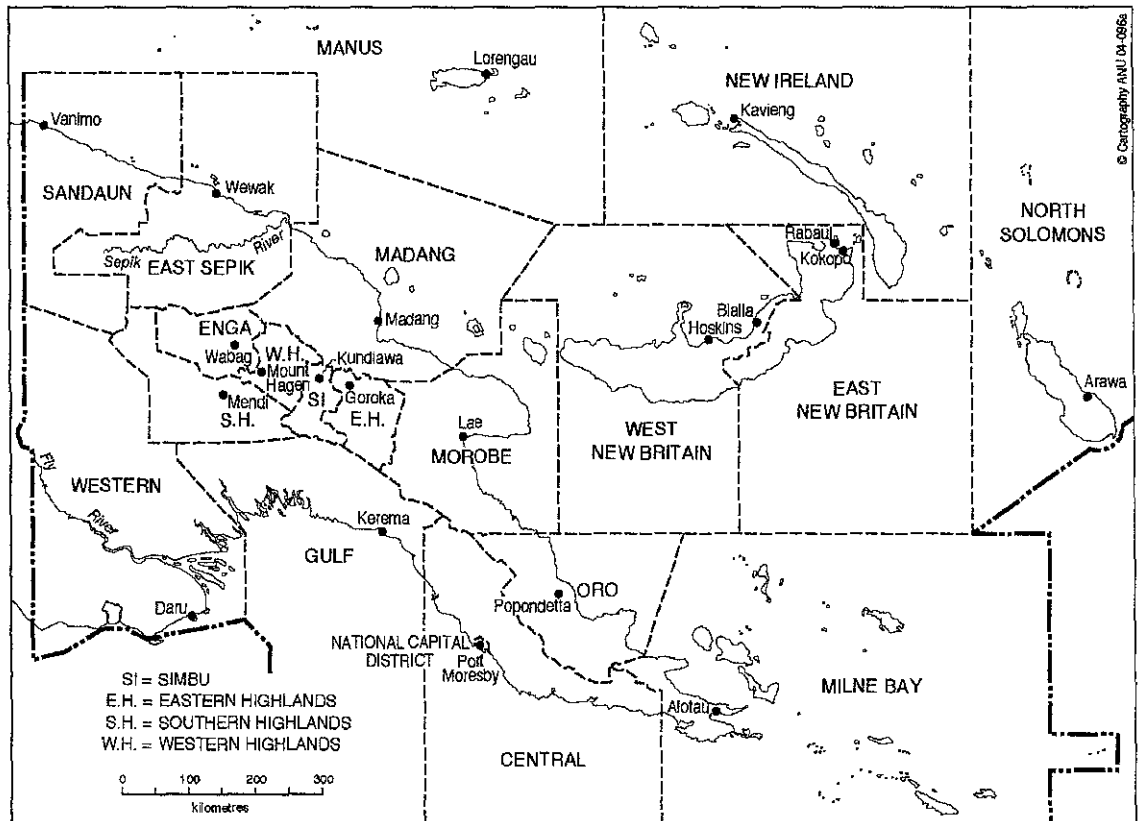 MANUS
Lorengau
NEW IRELAND
Kavieng
© Cartography ANU 04-096a
Vanimo
SANDAUN
Wewak
Sepik River
EAST SEPIK
MADANG
Madang
NORTH
SOLOMONS
Rabaul
Kokopo
Bialla
Hoskins
ENGA
Wabag
W.H.
Mount
Hagen
Kundiawa
SI
Goroka
E.H.
Mendi
S.H.
Arawa
EAST
NEW BRITAIN
WEST
NEW BRITAIN
Lae
MOROBE
WESTERN
Fly River
Kerema
GULF
Daru
ORO
Popondetta
NATIONAL CAPITAL
DISTRICT
Port
Moresby
MILNE BAY
Alotau
CENTRAL
SI = SIMBU
E.H. = EASTERN HIGHLANDS
S.H. = SOUTHERN HIGHLANDS
W.H. = WESTERN HIGHLANDS
0 100 200 300
kilometres